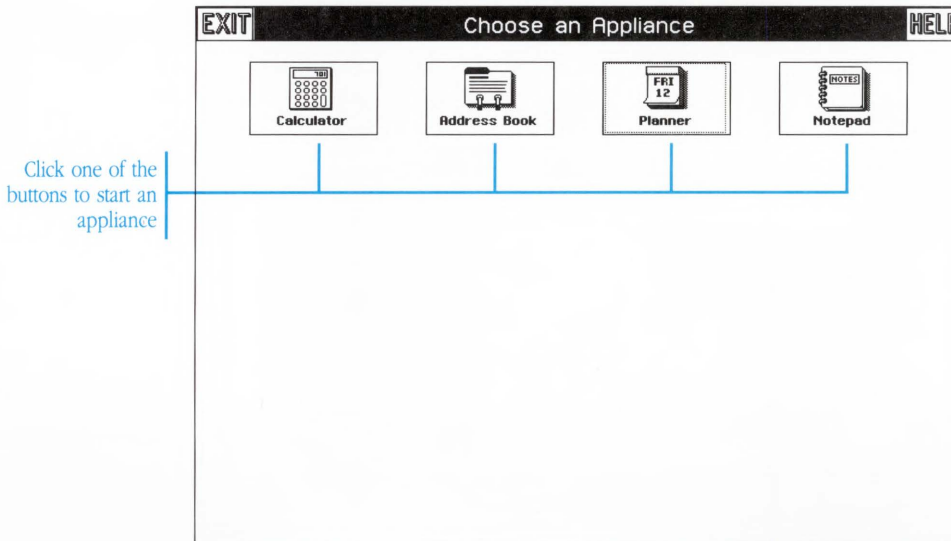 EXIT
Choose an Appliance
HELP
701
Calculator
Address Book
FRI
12
Planner
NOTES
Notepad
Click one of the
buttons to start an
appliance